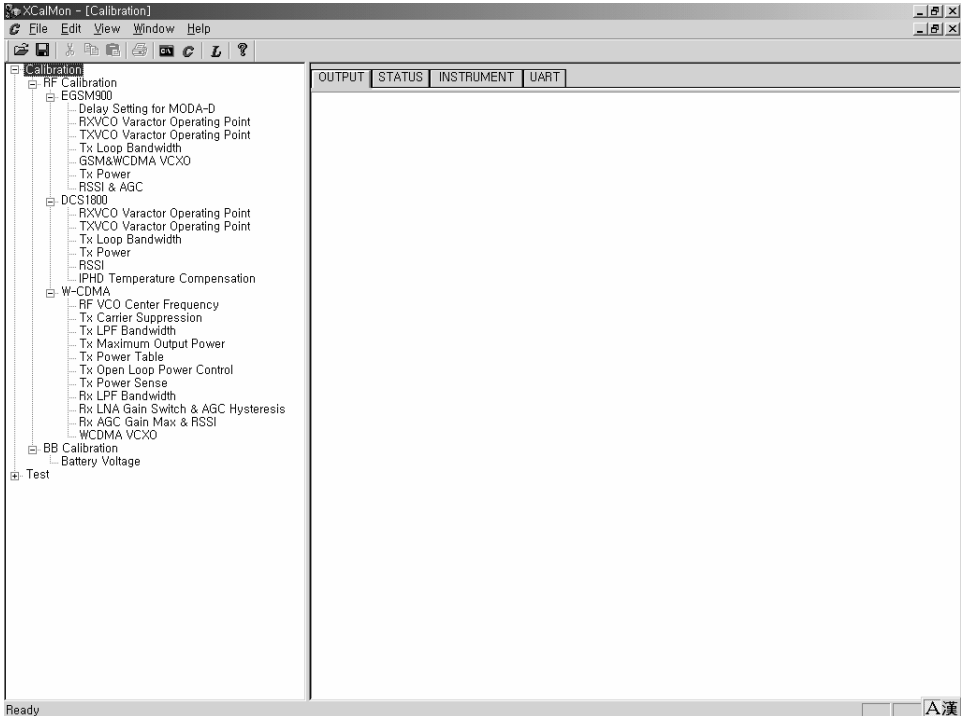 XCalMon - [Calibration]
File Edit View Window Help
Calibration
RF Calibration
EGSM900
Delay Setting for MODA-D
RXVCO Varactor Operating Point
TXVCO Varactor Operating Point
Tx Loop Bandwidth
GSM&WCDMA VCXO
Tx Power
RSSI & AGC
DCS1800
RXVCO Varactor Operating Point
TXVCO Varactor Operating Point
Tx Loop Bandwidth
Tx Power
RSSI
IPHD Temperature Compensation
W-CDMA
RF VCO Center Frequency
Tx Carrier Suppression
Tx LPF Bandwidth
Tx Maximum Output Power
Tx Power Table
Tx Open Loop Power Control
Tx Power Sense
Rx LPF Bandwidth
Rx LNA Gain Switch & AGC Hysteresis
Rx AGC Gain Max & RSSI
WCDMA VCXO
BB Calibration
Battery Voltage
Test
OUTPUT STATUS INSTRUMENT UART
Ready
A漢